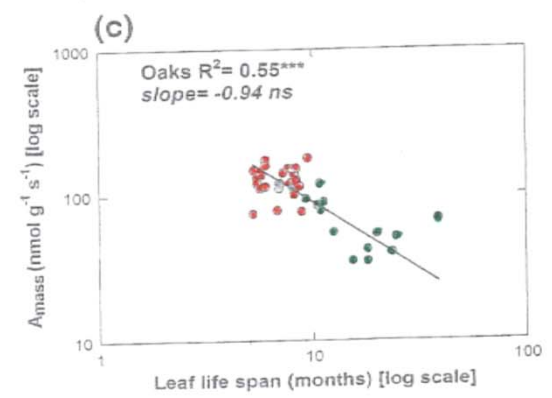 (c)
1000
Oaks R²= 0.55***
slope= -0.94 ns
Amass (nmol g⁻¹ s⁻¹) [log scale]
100
10
1
10
100
Leaf life span (months) [log scale]